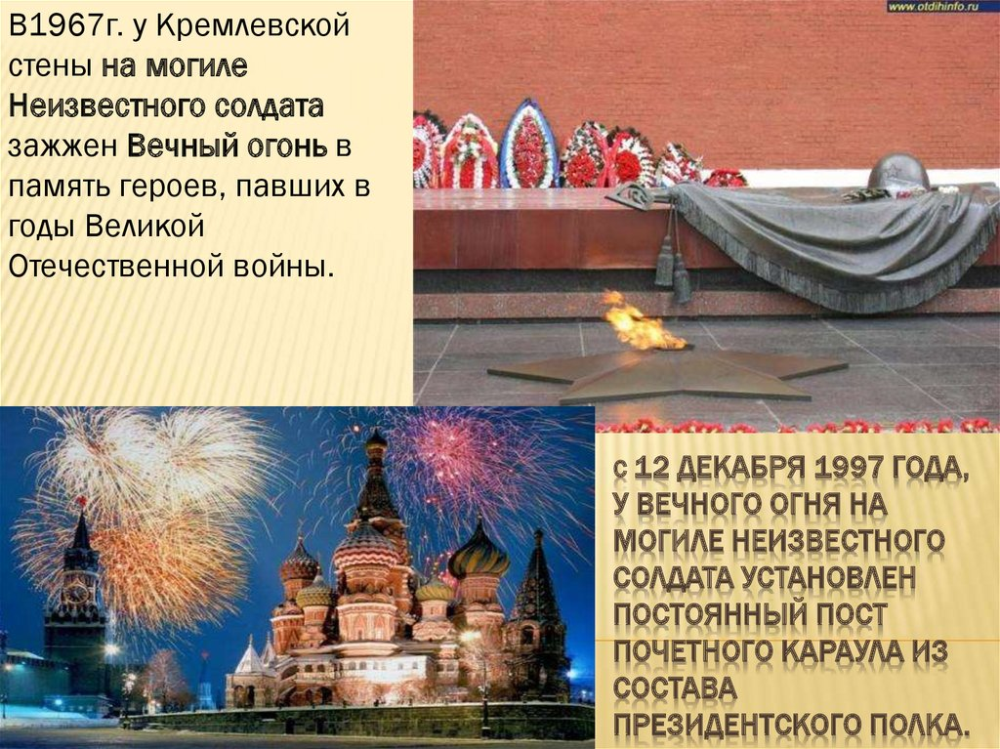 В1967г. у Кремлевской
стены на могиле
Неизвестного солдата
зажжен Вечный огонь в
память героев, павших в
годы Великой
Отечественной войны.
www.otdihinfo.ru
С 12 ДЕКАБРЯ 1997 ГОДА,
У ВЕЧНОГО ОГНЯ НА
МОГИЛЕ НЕИЗВЕСТНОГО
СОЛДАТА УСТАНОВЛЕН
ПОСТОЯННЫЙ ПОСТ
ПОЧЕТНОГО КАРАУЛА ИЗ
СОСТАВА
ПРЕЗИДЕНТСКОГО ПОЛКА.